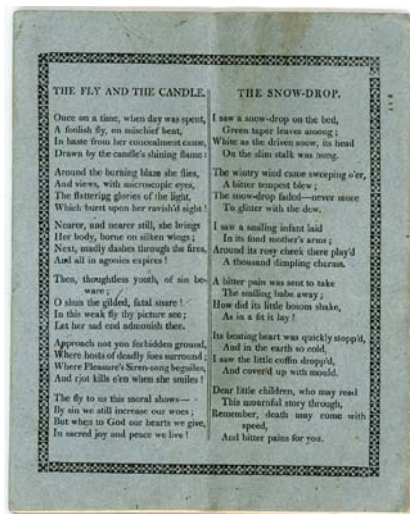 THE FLY AND THE CANDLE.
Once on a time, when day was spent,
A foolish fly, on mischief bent,
In haste from her concealment came,
Drawn by the candle's shining flame:
Around the burning blaze she flies,
And views, with microscopic eyes,
The flattering glories of the light,
Which burst upon her ravish'd sight!
Nearer, and nearer still, she brings
Her body, borne on silken wings;
Next, madly dashes through the fires,
And all in agonies expires!
Then, thoughtless youth, of sin be-
ware;
O shun the gilded, fatal snare!
In this weak fly thy picture see;
Let her sad end admonish thee.
Approach not yon forbidden ground,
Where hosts of deadly foes surround;
Where Pleasure's Siren-song beguiles,
And riot kills e'en when she smiles!
The fly to us this moral shows—
By sin we still increase our woes;
But when to God our hearts we give,
In sacred joy and peace we live!
THE SNOW-DROP.
I saw a snow-drop on the bed,
Green taper leaves among;
White as the driven snow, its head
On the slim stalk was hung.
The wintry wind came sweeping o'er,
A bitter tempest blew;
The snow-drop faded—never more
To glitter with the dew.
I saw a smiling infant laid
In its fond mother's arms;
Around its rosy cheek there play'd
A thousand dimpling charms.
A bitter pain was sent to take
The smiling babe away;
How did its little bosom shake,
As in a fit it lay!
Its beating heart was quickly stopp'd,
And in the earth so cold,
I saw the little coffin dropp'd,
And cover'd up with mould.
Dear little children, who may read
This mournful story through,
Remember, death may come with
speed,
And bitter pains for you.